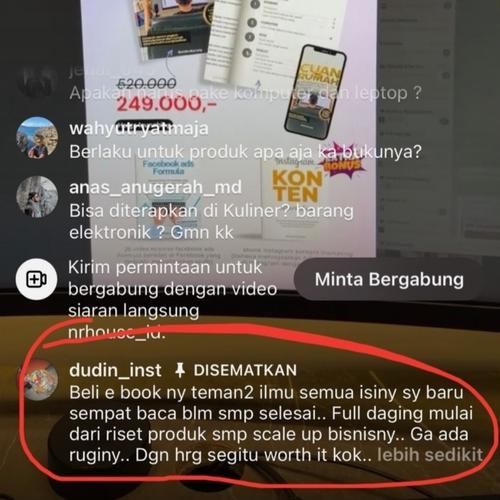 520.000
249.000,-
CUAN
RUMAH
Apakah harus pake komputer dan leptop ?
wahyutryatmaja
Berlaku untuk produk apa aja ka bukunya?
BONUS
Facebook ads
Formula
Instagram
KON
TEN
anas_anugerah_md
Bisa diterapkan di Kuliner? barang
elektronik ? Gmn kk
Kirim permintaan untuk
bergabung dengan video
siaran langsung
nrhouse_id.
Minta Bergabung
dudin_inst DISEMATKAN
Beli e book ny teman2 ilmu semua isiny sy baru
sempat baca blm smp selesai.. Full daging mulai
dari riset produk smp scale up bisnisny.. Ga ada
ruginy.. Dgn hrg segitu worth it kok.. lebih sedikit